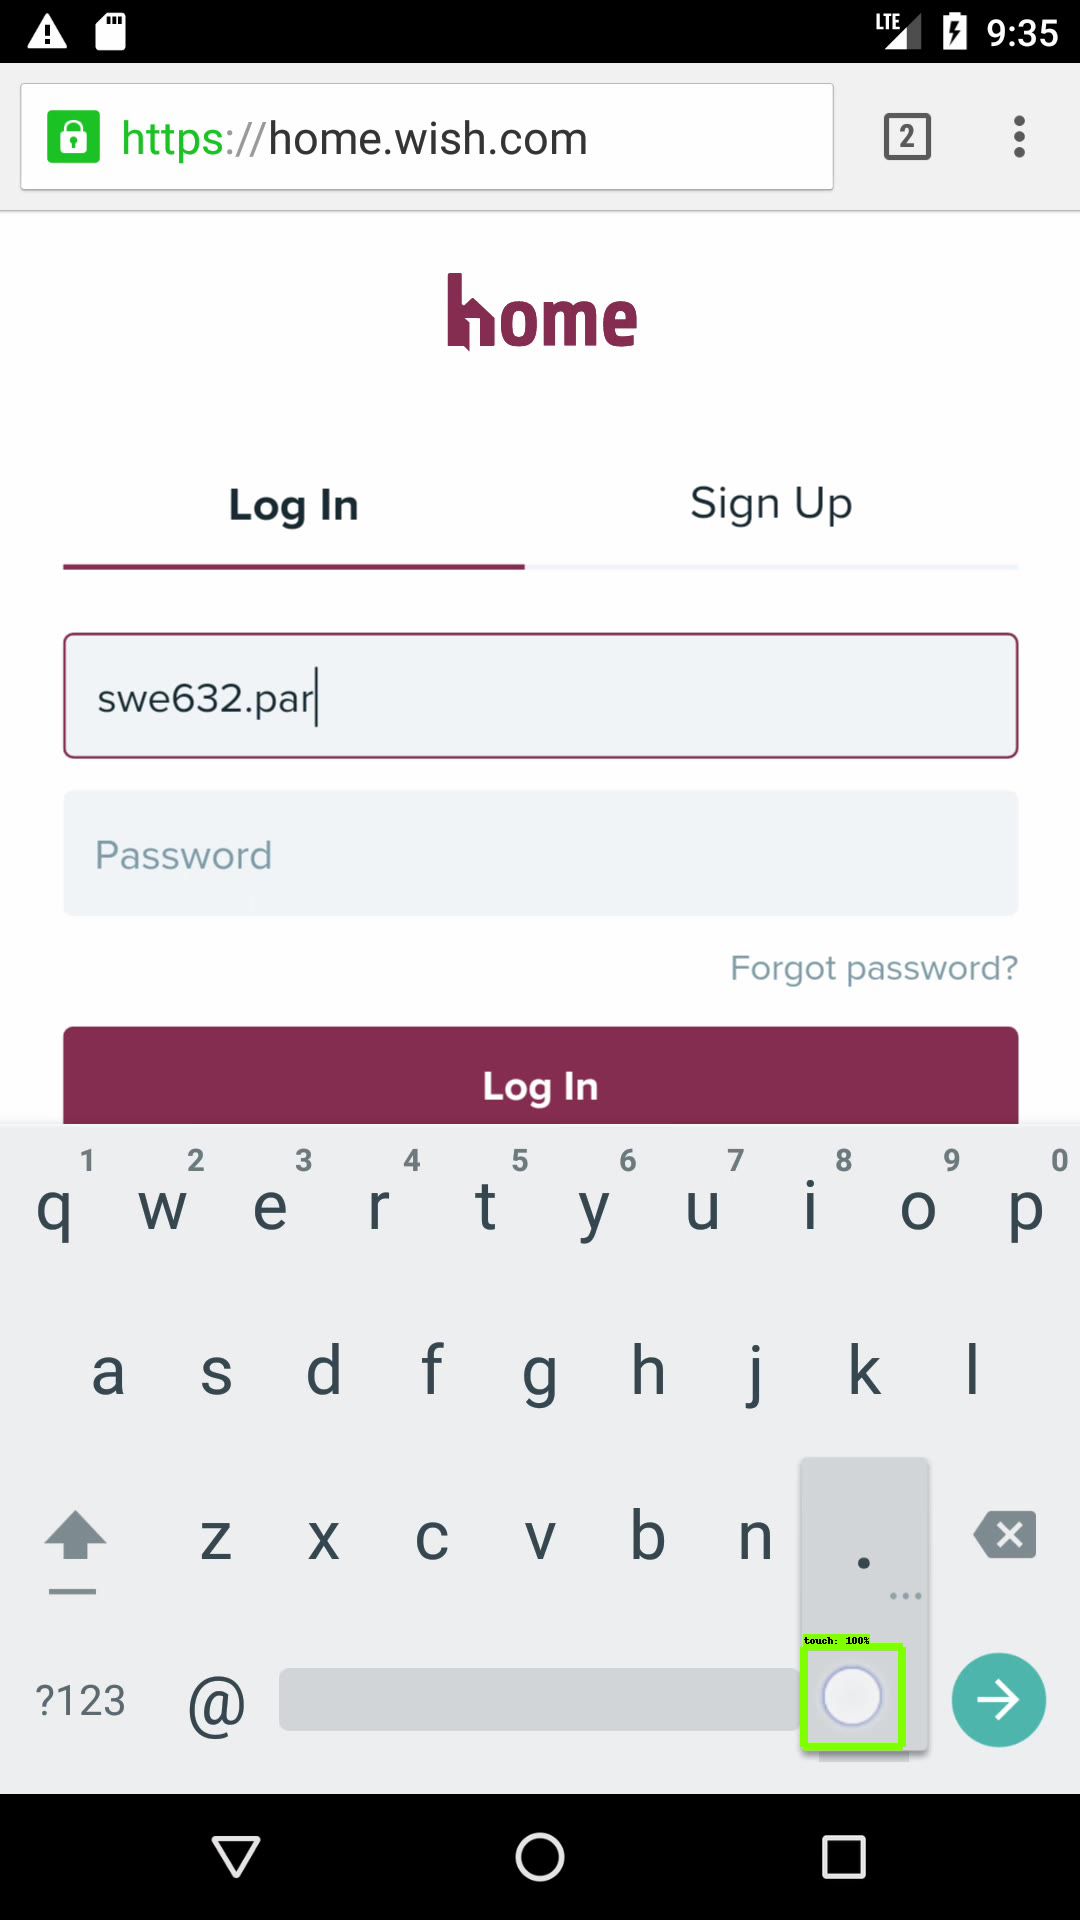 LTE 9:35
https://home.wish.com 2
home
Log In Sign Up
swe632.par
Password
Forgot password?
Log In
1 2 3 4 5 6 7 8 9 0
q w e r t y u i o p
a s d f g h j k l
z x c v b n .
touch: 100%
?123 @